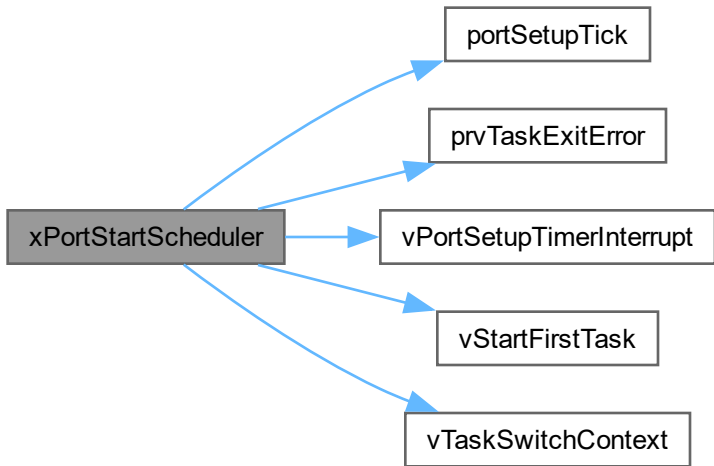 portSetupTick
prvTaskExitError
xPortStartScheduler
vPortSetupTimerInterrupt
vStartFirstTask
vTaskSwitchContext